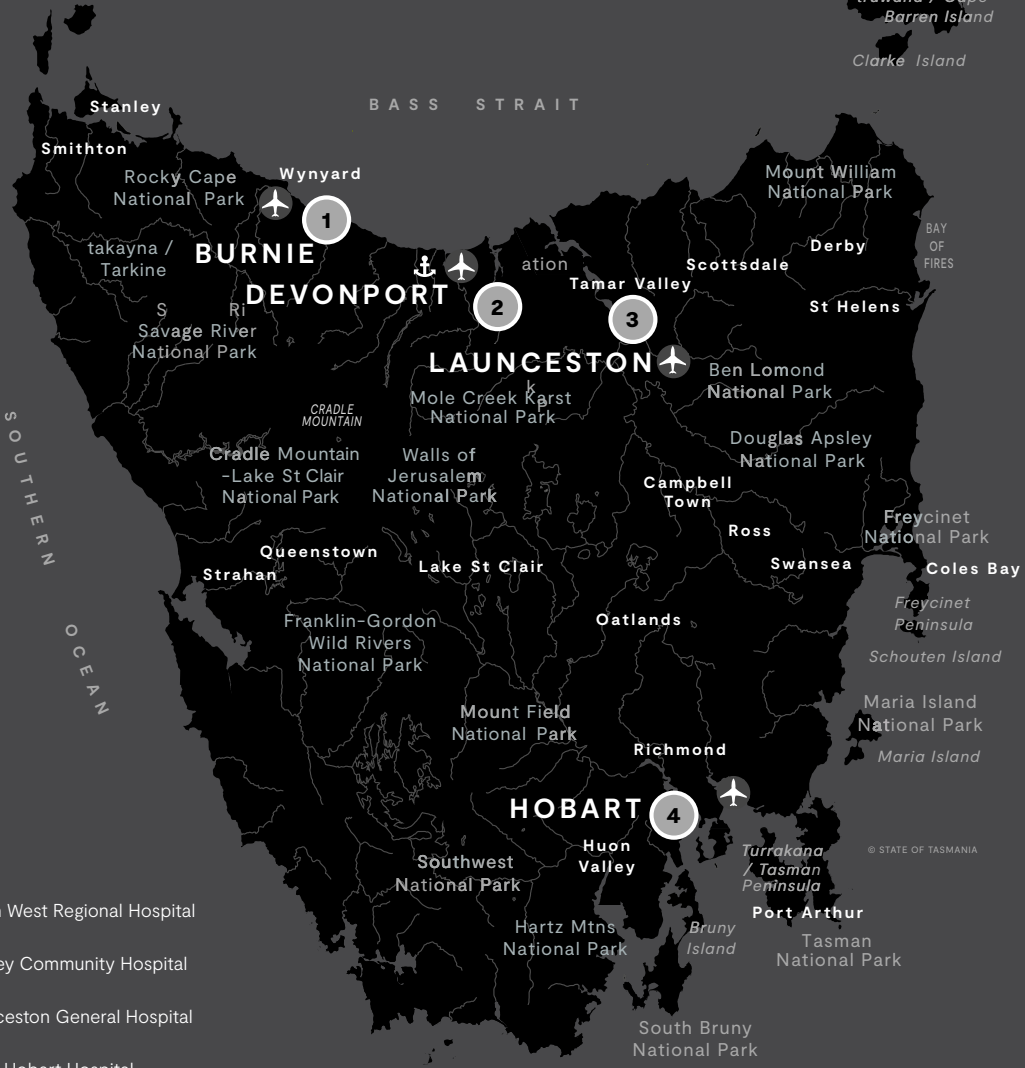 Barren Island
Clarke Island
BASS STRAIT
Stanley
Smithton
Rocky Cape
National Park
Wynyard
1
Mount William
National Park
BURNIE
takayna /
Tarkine
BAY
OF
FIRES
Derby
Scottsdale
ation
DEVONPORT
2
Tamar Valley
3
St Helens
S Ri
Savage River
National Park
LAUNCESTON
Ben Lomond
National Park
k
p
Mole Creek Karst
National Park
CRADLE
MOUNTAIN
SOUTHERN
OCEAN
Cradle Mountain
-Lake St Clair
National Park
Walls of
Jerusalem
National Park
Douglas Apsley
National Park
Campbell
Town
Ross
Freycinet
National Park
Swansea
Coles Bay
Queenstown
Strahan
Lake St Clair
Freycinet
Peninsula
Oatlands
Franklin-Gordon
Wild Rivers
National Park
Schouten Island
Maria Island
National Park
Maria Island
Mount Field
National Park
Richmond
HOBART
4
Huon
Valley
Turrakana
/ Tasman
Peninsula
© STATE OF TASMANIA
Southwest
National Park
Port Arthur
Tasman
National Park
Hartz Mtns
National Park
Bruny
Island
South Bruny
National Park
West Regional Hospital
Community Hospital
General Hospital
Hobart Hospital